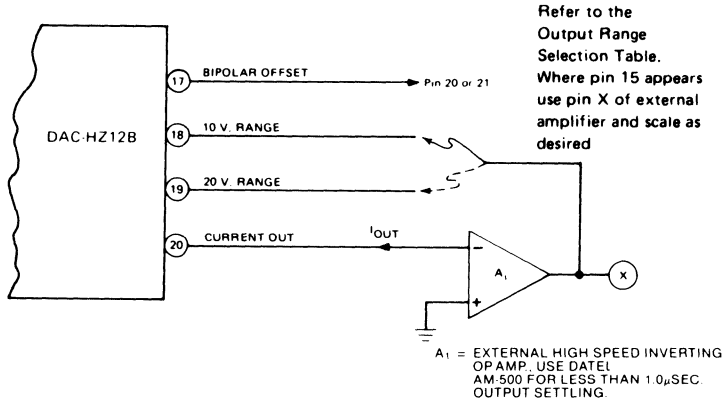 Refer to the
Output Range
Selection Table.
Where pin 15 appears
use pin X of external
amplifier and scale as
desired
17 BIPOLAR OFFSET Pin 20 or 21
DAC-HZ12B
18 10 V. RANGE
19 20 V. RANGE
20 CURRENT OUT IOUT
−
A1
+
X
A1 = EXTERNAL HIGH SPEED INVERTING
OP AMP., USE DATEL
AM-500 FOR LESS THAN 1.0μSEC.
OUTPUT SETTLING.